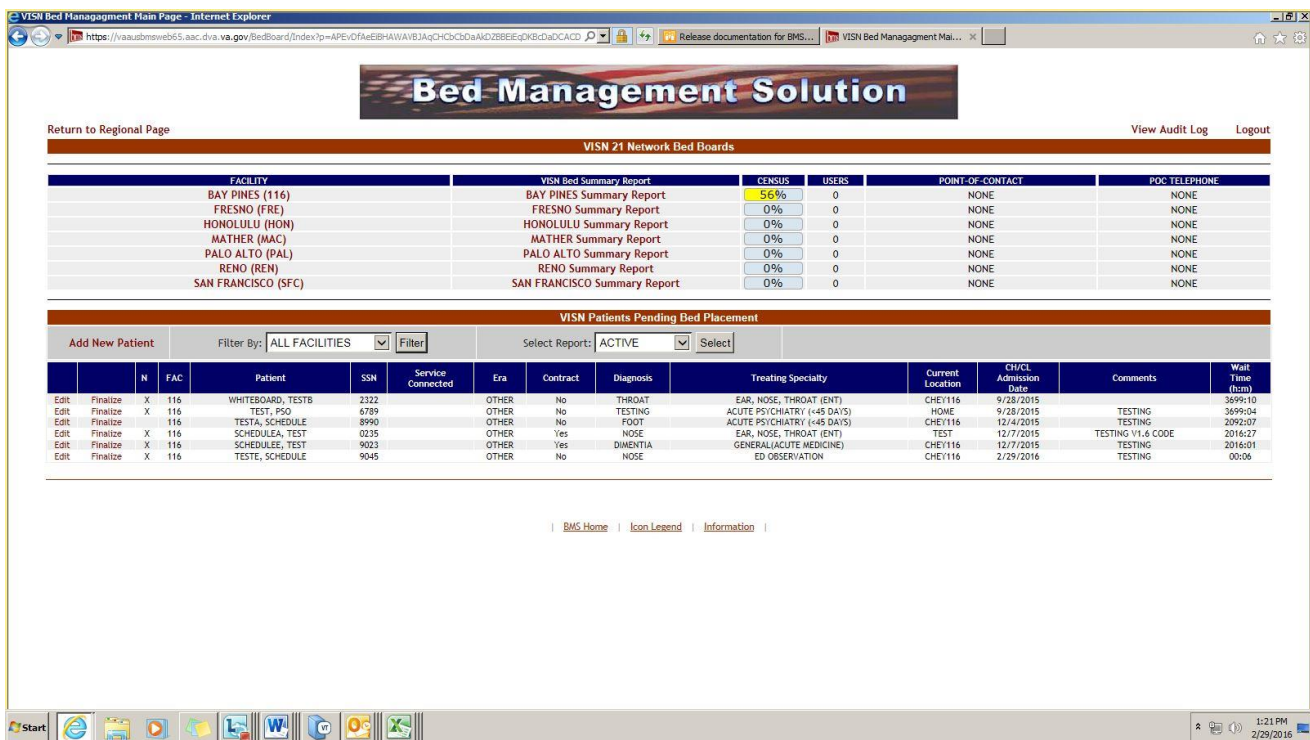 VISN Bed Managagment Main Page - Internet Explorer
Release documentation for BMS... VISN Bed Managagment Mai...
Bed Management Solution
Return to Regional Page View Audit Log Logout
VISN 21 Network Bed Boards
FACILITY VISN Bed Summary Report CENSUS USERS POINT-OF-CONTACT POC TELEPHONE
BAY PINES (116) BAY PINES Summary Report 56% 0 NONE NONE
FRESNO (FRE) FRESNO Summary Report 0% 0 NONE NONE
HONOLULU (HON) HONOLULU Summary Report 0% 0 NONE NONE
MATHER (MAC) MATHER Summary Report 0% 0 NONE NONE
PALO ALTO (PAL) PALO ALTO Summary Report 0% 0 NONE NONE
RENO (REN) RENO Summary Report 0% 0 NONE NONE
SAN FRANCISCO (SFC) SAN FRANCISCO Summary Report 0% 0 NONE NONE
VISN Patients Pending Bed Placement
Add New Patient Filter By: ALL FACILITIES Filter Select Report: ACTIVE Select
N FAC Patient SSN Service Connected Era Contract Diagnosis Treating Specialty Current Location CH/CL Admission Date Comments Wait Time (h:m)
Edit Finalize X 116 WHITEBOARD, TESTB 2322 OTHER No THROAT EAR, NOSE, THROAT (ENT) CHEY116 9/28/2015 3699:10
Edit Finalize X 116 TEST, PSO 6789 OTHER No TESTING ACUTE PSYCHIATRY (<45 DAYS) HOME 9/28/2015 TESTING 3699:04
Edit Finalize 116 TESTA, SCHEDULE 8990 OTHER No FOOT ACUTE PSYCHIATRY (<45 DAYS) CHEY116 12/4/2015 TESTING 2092:07
Edit Finalize X 116 SCHEDULEA, TEST 0235 OTHER Yes NOSE EAR, NOSE, THROAT (ENT) TEST 12/7/2015 TESTING V1.6 CODE 2016:27
Edit Finalize X 116 SCHEDULEE, TEST 9023 OTHER Yes DIMENTIA GENERAL(ACUTE MEDICINE) CHEY116 12/7/2015 TESTING 2016:01
Edit Finalize X 116 TESTE, SCHEDULE 9045 OTHER No NOSE ED OBSERVATION CHEY116 2/29/2016 TESTING 00:06
| BMS Home | Icon Legend | Information |
Start 1:21 PM
2/29/2016